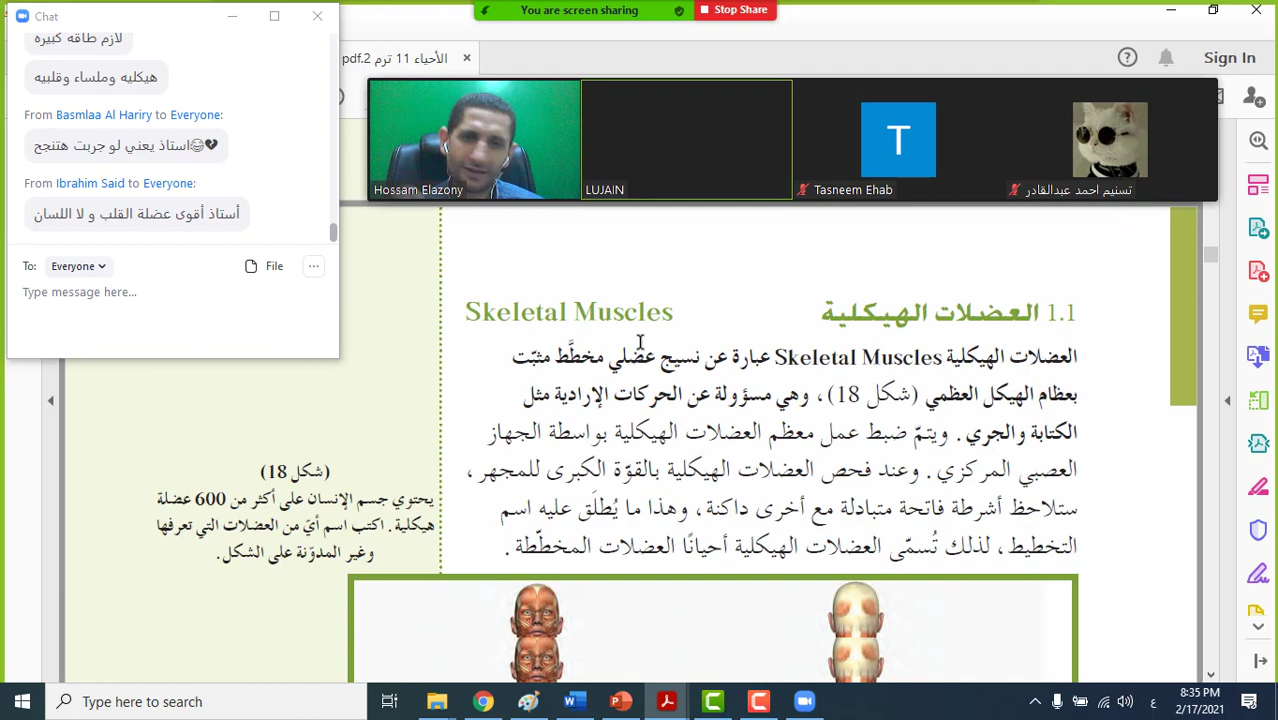 Chat
You are screen sharing
Stop Share
لازم طاقه كبيره
هيكليه وملساء وقلبيه
From Basmlaa Al Hariry to Everyone:
استاذ يعني لو جربت هتنجح😂💔
From Ibrahim Said to Everyone:
أستاذ أقوى عضلة القلب و لا اللسان
To: Everyone
File
Type message here...
الأحياء 11 ترم 2.pdf
Sign In
Hossam Elazony
LUJAIN
T
Tasneem Ehab
تسنيم احمد عبدالقادر
1.1 العضلات الهيكلية Skeletal Muscles
العضلات الهيكلية Skeletal Muscles عبارة عن نسيج عضلي مخطَّط مثبّت
بعظام الهيكل العظمي (شكل 18)، وهي مسؤولة عن الحركات الإرادية مثل
الكتابة والجري. ويتمّ ضبط عمل معظم العضلات الهيكلية بواسطة الجهاز
العصبي المركزي. وعند فحص العضلات الهيكلية بالقوّة الكبرى للمجهر،
ستلاحظ أشرطة فاتحة متبادلة مع أخرى داكنة، وهذا ما يُطلَق عليه اسم
التخطيط، لذلك تُسمّى العضلات الهيكلية أحيانًا العضلات المخطّطة.
(شكل 18)
يحتوي جسم الإنسان على أكثر من 600 عضلة
هيكلية. اكتب اسم أيّ من العضلات التي تعرفها
وغير المدوّنة على الشكل.
Type here to search
ع
8:35 PM
2/17/2021